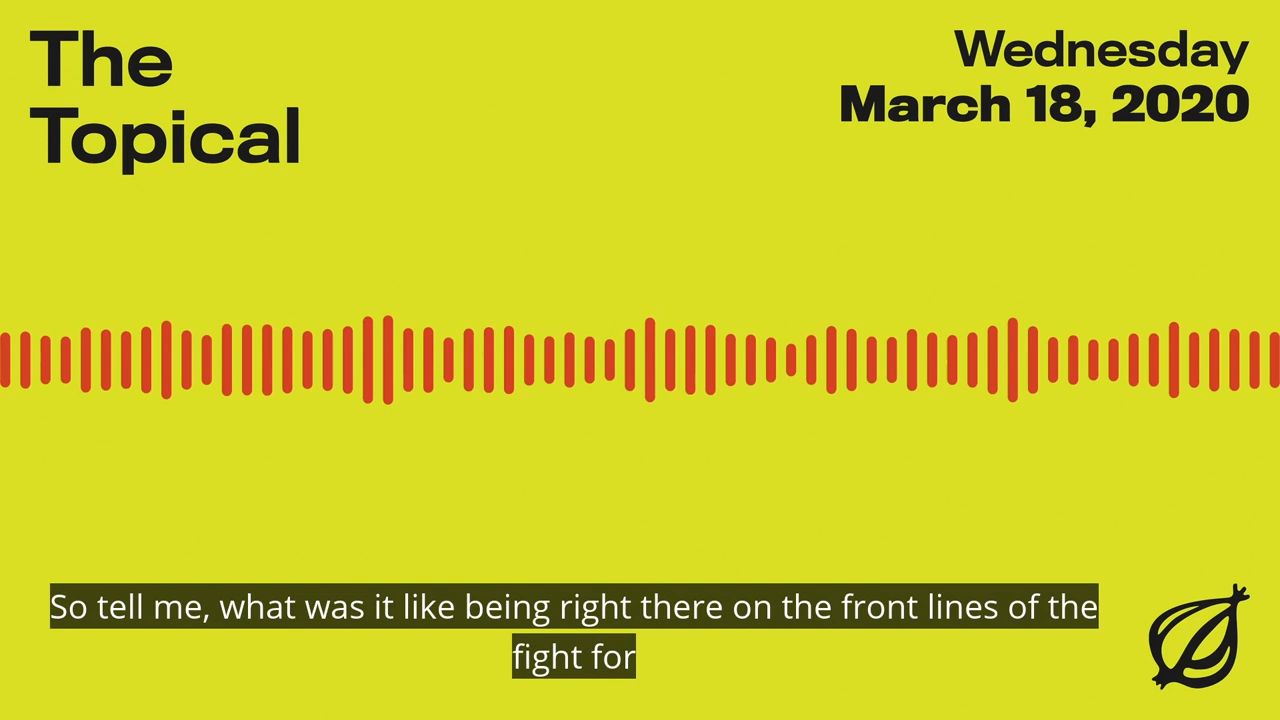 The
Topical
Wednesday
March 18, 2020
So tell me, what was it like being right there on the front lines of the
fight for